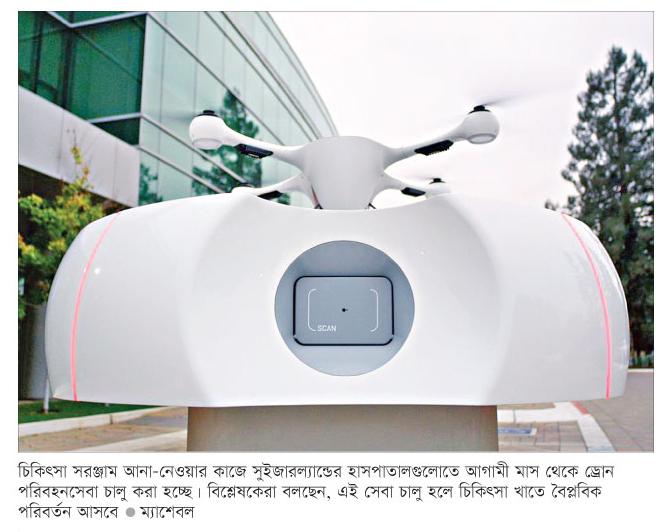 SCAN
চিকিৎসা সরঞ্জাম আনা-নেওয়ার কাজে সুইজারল্যান্ডের হাসপাতালগুলোতে আগামী মাস থেকে ড্রোন
পরিবহনসেবা চালু করা হচ্ছে। বিশ্লেষকেরা বলছেন, এই সেবা চালু হলে চিকিৎসা খাতে বৈপ্লবিক
পরিবর্তন আসবে ● ম্যাশেবল